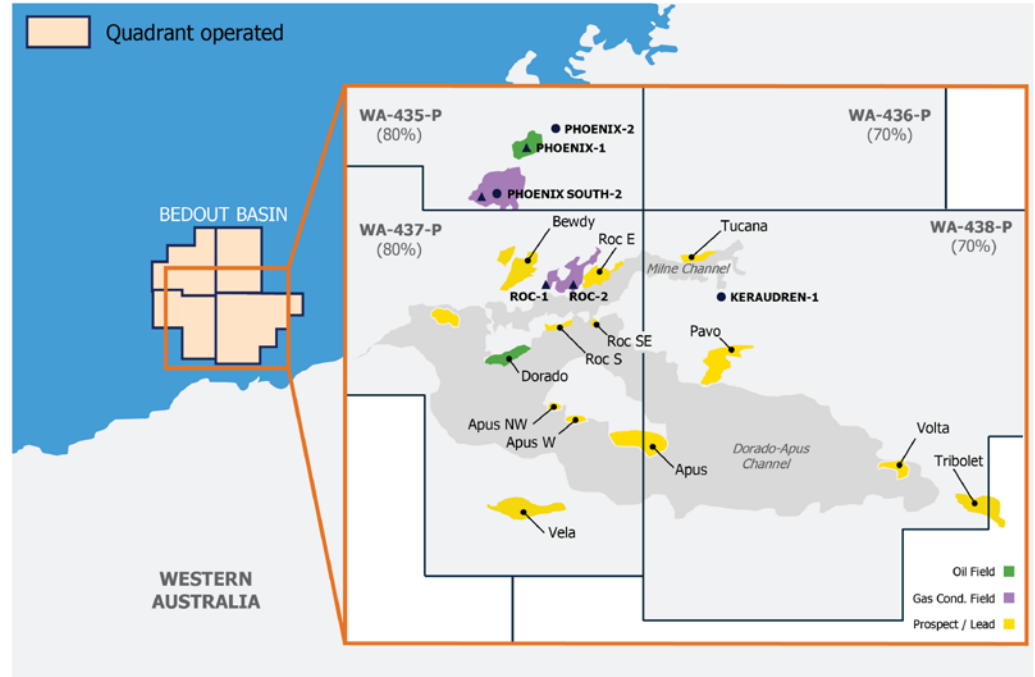 Quadrant operated
BEDOUT BASIN
WESTERN
AUSTRALIA
WA-435-P
(80%)
WA-436-P
(70%)
PHOENIX-2
PHOENIX-1
PHOENIX SOUTH-2
WA-437-P
(80%)
WA-438-P
(70%)
Bewdy
Roc E
Tucana
Milne Channel
ROC-1
ROC-2
KERAUDREN-1
Roc SE
Roc S
Pavo
Dorado
Apus NW
Apus W
Apus
Dorado-Apus
Channel
Volta
Tribolet
Vela
Oil Field
Gas Cond. Field
Prospect / Lead